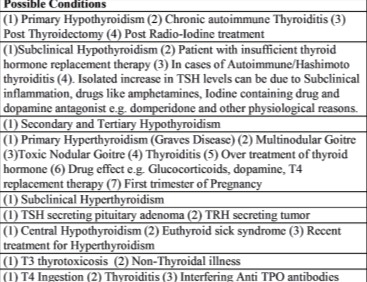 Possible Conditions
(1) Primary Hypothyroidism (2) Chronic autoimmune Thyroiditis (3)
Post Thyroidectomy (4) Post Radio-Iodine treatment
(1)Subclinical Hypothyroidism (2) Patient with insufficient thyroid
hormone replacement therapy (3) In cases of Autoimmune/Hashimoto
thyroiditis (4). Isolated increase in TSH levels can be due to Subclinical
inflammation, drugs like amphetamines, Iodine containing drug and
dopamine antagonist e.g. domperidone and other physiological reasons.
(1) Secondary and Tertiary Hypothyroidism
(1) Primary Hyperthyroidism (Graves Disease) (2) Multinodular Goitre
(3)Toxic Nodular Goitre (4) Thyroiditis (5) Over treatment of thyroid
hormone (6) Drug effect e.g. Glucocorticoids, dopamine, T4
replacement therapy (7) First trimester of Pregnancy
(1) Subclinical Hyperthyroidism
(1) TSH secreting pituitary adenoma (2) TRH secreting tumor
(1) Central Hypothyroidism (2) Euthyroid sick syndrome (3) Recent
treatment for Hyperthyroidism
(1) T3 thyrotoxicosis (2) Non-Thyroidal illness
(1) T4 Ingestion (2) Thyroiditis (3) Interfering Anti TPO antibodies